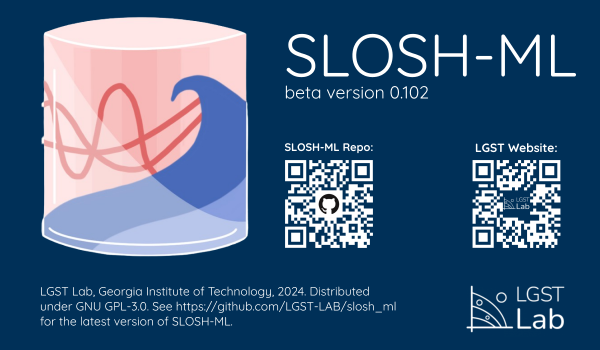 SLOSH-ML
beta version 0.102
SLOSH-ML Repo:
LGST Website:
LGST
Lab
LGST Lab, Georgia Institute of Technology, 2024. Distributed
under GNU GPL-3.0. See https://github.com/LGST-LAB/slosh_ml
for the latest version of SLOSH-ML.
LGST
Lab